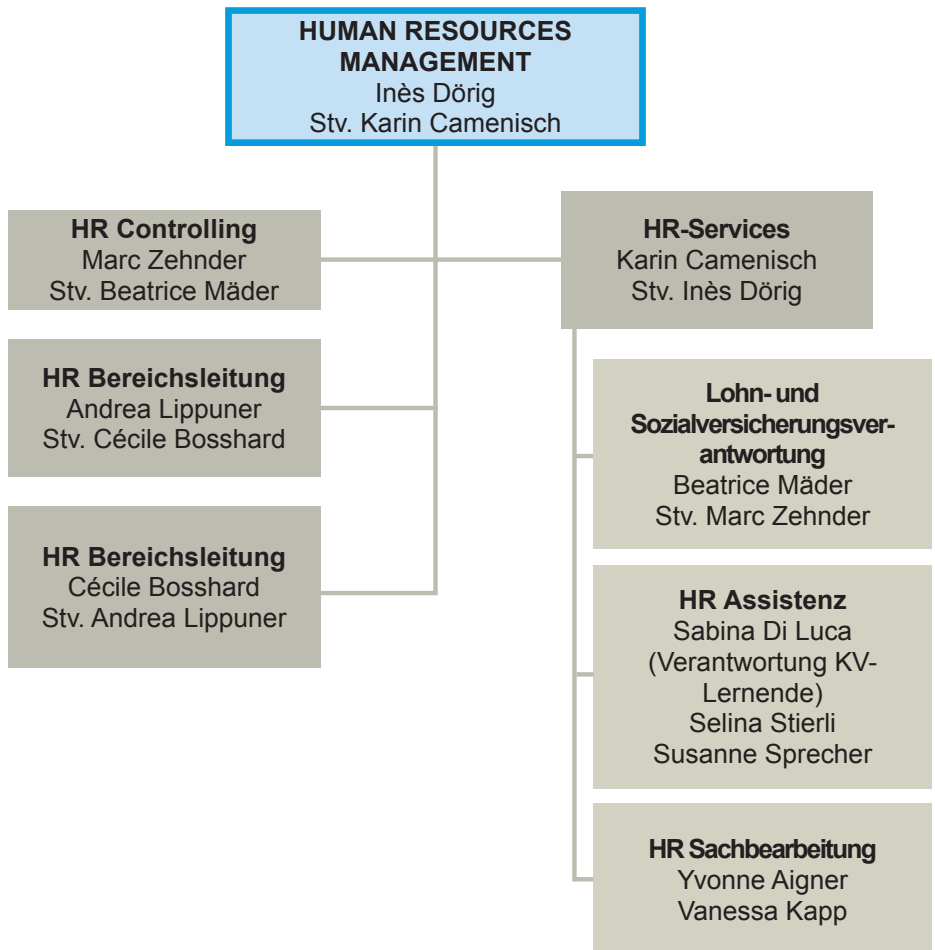 HUMAN RESOURCES
MANAGEMENT
Inès Dörig
Stv. Karin Camenisch
HR Controlling
Marc Zehnder
Stv. Beatrice Mäder
HR Bereichsleitung
Andrea Lippuner
Stv. Cécile Bosshard
HR Bereichsleitung
Cécile Bosshard
Stv. Andrea Lippuner
HR-Services
Karin Camenisch
Stv. Inès Dörig
Lohn- und
Sozialversicherungsver-
antwortung
Beatrice Mäder
Stv. Marc Zehnder
HR Assistenz
Sabina Di Luca
(Verantwortung KV-
Lernende)
Selina Stierli
Susanne Sprecher
HR Sachbearbeitung
Yvonne Aigner
Vanessa Kapp